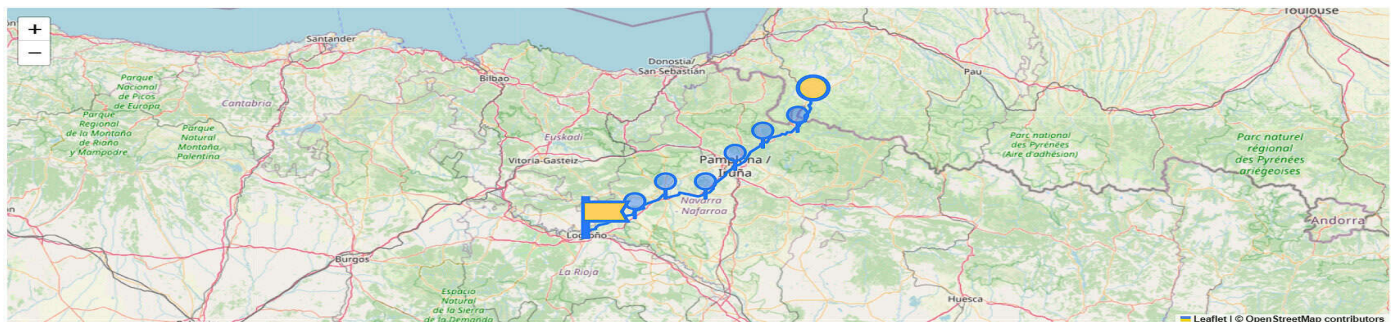 +
−
Toulouse
Santander
Donostia/
San Sebastián
Bilbao
Pau
Parque
Nacional
de Picos
de Europa
Cantabria
Parque
Regional
de la Montaña
de Riaño
y Mampodre
Parque
Natural
Montaña
Palentina
Euskadi
Parc national
des Pyrénées
(Aire d'adhésion)
Parc naturel
régional
des Pyrénées
ariégeoises
Vitoria-Gasteiz
Pamplona /
Iruña
Navarra
Nafarroa
Andorra
Logroño
Burgos
La Rioja
Espacio
Natural
de la Sierra
de la Demanda
Huesca
Leaflet | © OpenStreetMap contributors